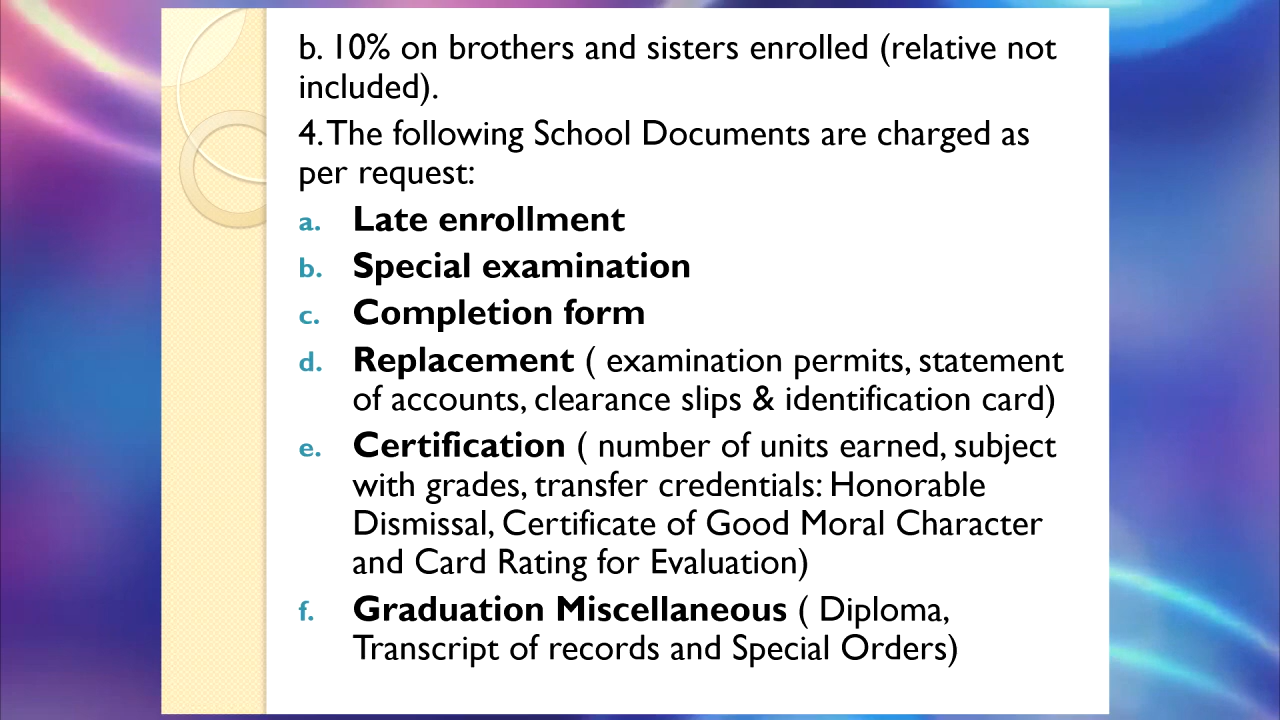 b. 10% on brothers and sisters enrolled (relative not
included).
4. The following School Documents are charged as
per request:
a. Late enrollment
b. Special examination
c. Completion form
d. Replacement ( examination permits, statement
of accounts, clearance slips & identification card)
e. Certification ( number of units earned, subject
with grades, transfer credentials: Honorable
Dismissal, Certificate of Good Moral Character
and Card Rating for Evaluation)
f. Graduation Miscellaneous ( Diploma,
Transcript of records and Special Orders)